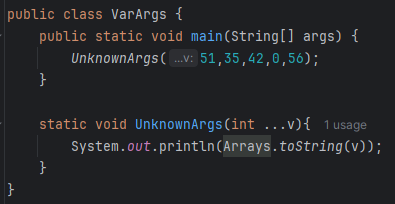 public class VarArgs {
    public static void main(String[] args) {
        UnknownArgs( ...v: 51,35,42,0,56);
    }

    static void UnknownArgs(int ...v){ 1 usage
        System.out.println(Arrays.toString(v));
    }
}